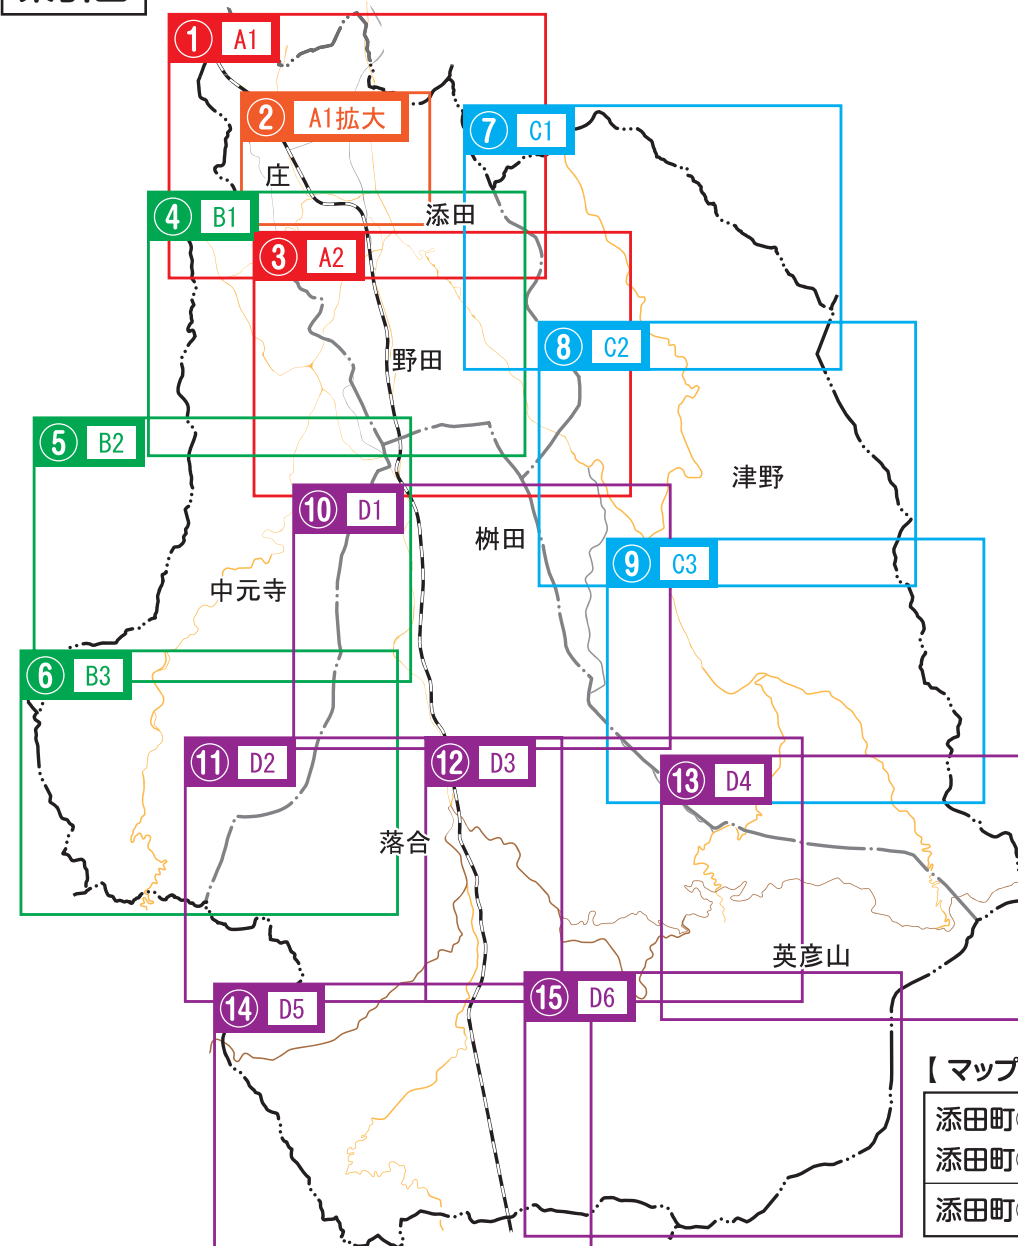 ① A1
② A1拡大
⑦ C1
庄
④ B1
添田
③ A2
⑧ C2
野田
⑤ B2
津野
⑩ D1
桝田
⑨ C3
中元寺
⑥ B3
⑪ D2
⑫ D3
⑬ D4
落合
英彦山
⑭ D5
⑮ D6
【マップ
添田町
添田町
添田町